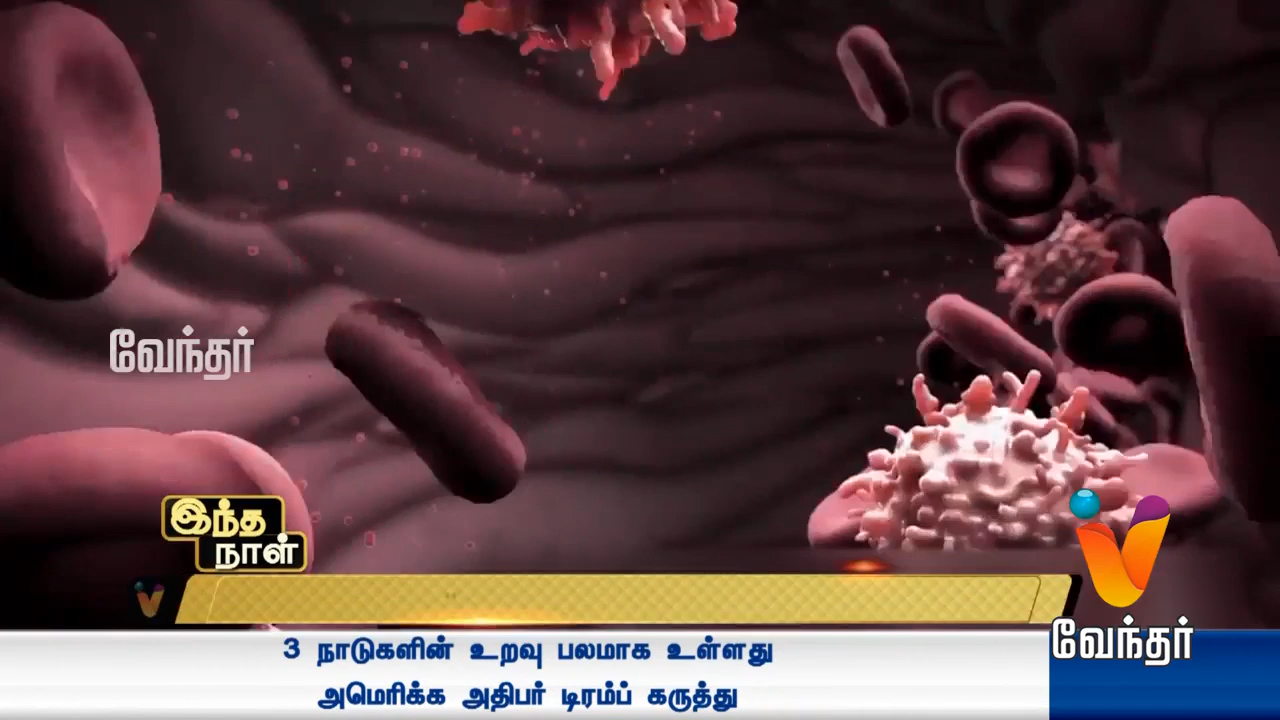 வேந்தர்
இந்த
நாள்
3 நாடுகளின் உறவு பலமாக உள்ளது
அமெரிக்க அதிபர் டிரம்ப் கருத்து
வேந்தர்